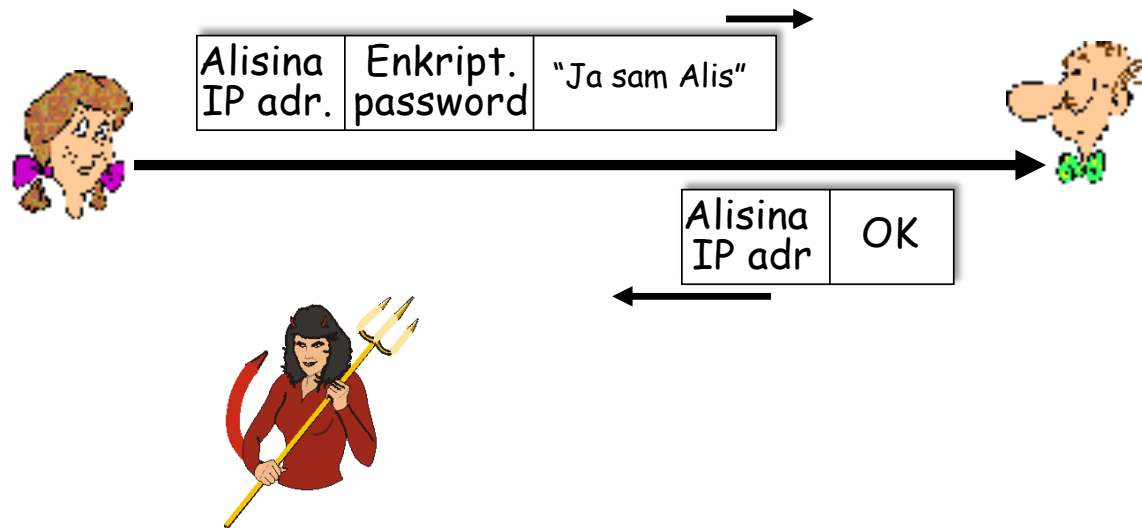 Alisina
IP adr.
Enkript.
password
“Ja sam Alis”
Alisina
IP adr
OK